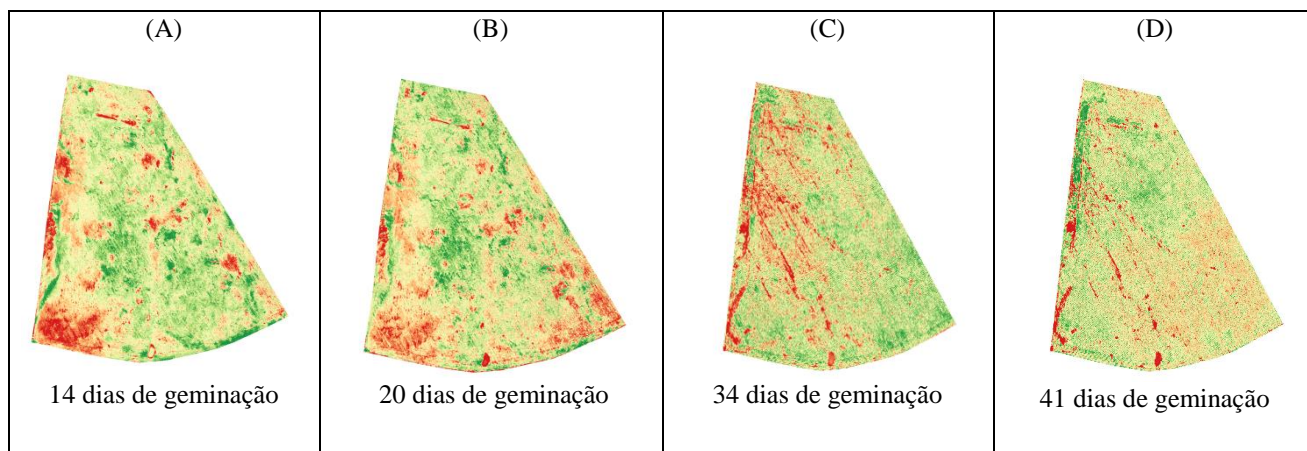 (A)
(B)
(C)
(D)
14 dias de geminação
20 dias de geminação
34 dias de geminação
41 dias de geminação